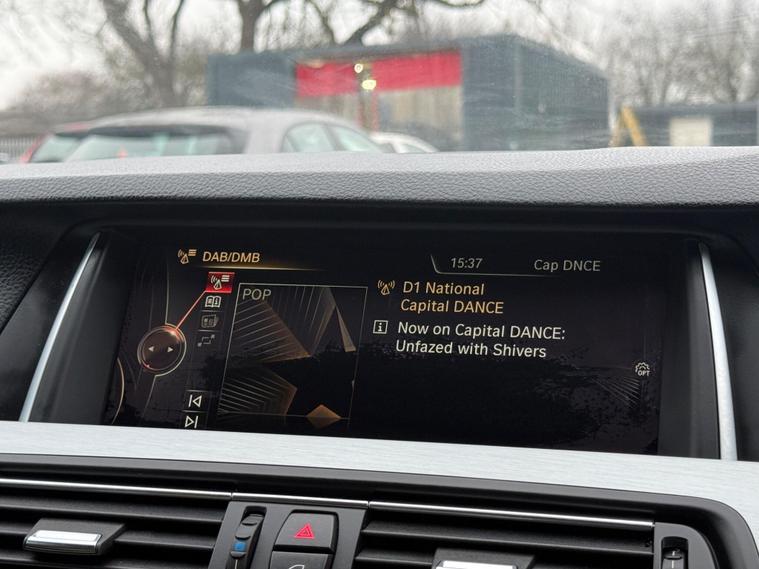 DAB/DMB
15:37
Cap DNCE
POP
D1 National
Capital DANCE
Now on Capital DANCE:
Unfazed with Shivers
OPT